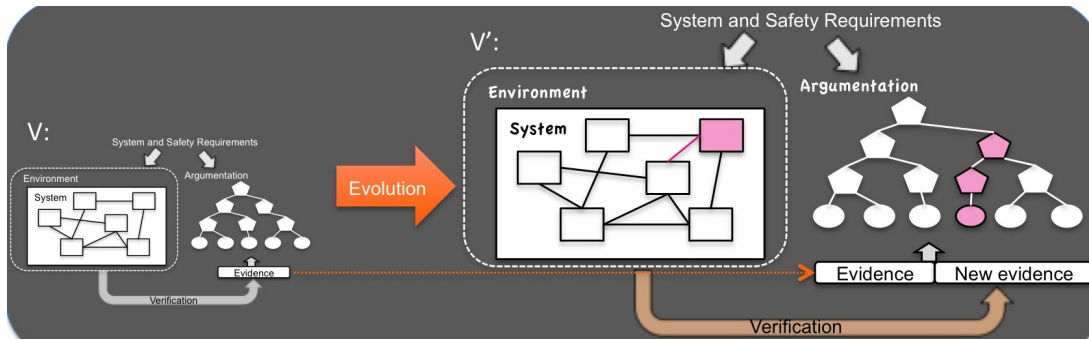 V:
System and Safety Requirements
Environment
System
Argumentation
Evidence
Verification
Evolution
V':
System and Safety Requirements
Environment
System
Argumentation
Evidence
New evidence
Verification